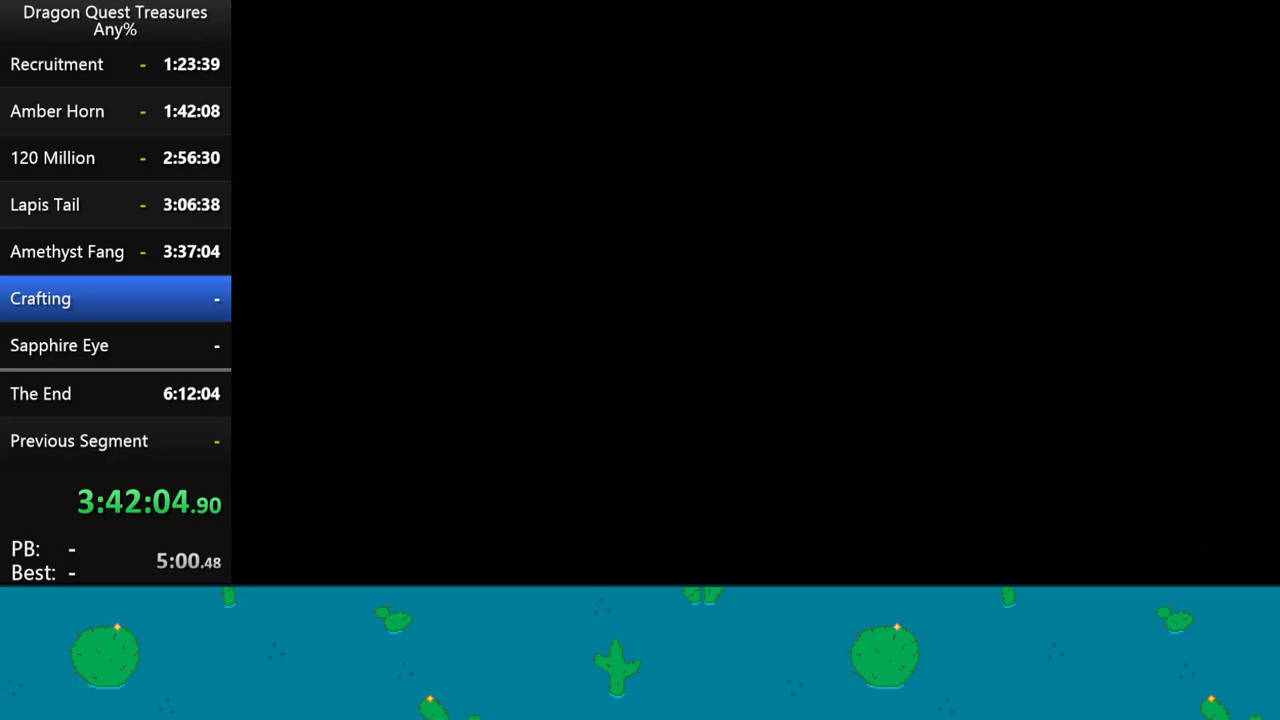 Dragon Quest Treasures
Any%
Recruitment - 1:23:39
Amber Horn - 1:42:08
120 Million - 2:56:30
Lapis Tail - 3:06:38
Amethyst Fang - 3:37:04
Crafting -
Sapphire Eye -
The End 6:12:04
Previous Segment -
3:42:04.90
PB: - 
Best: - 5:00.48